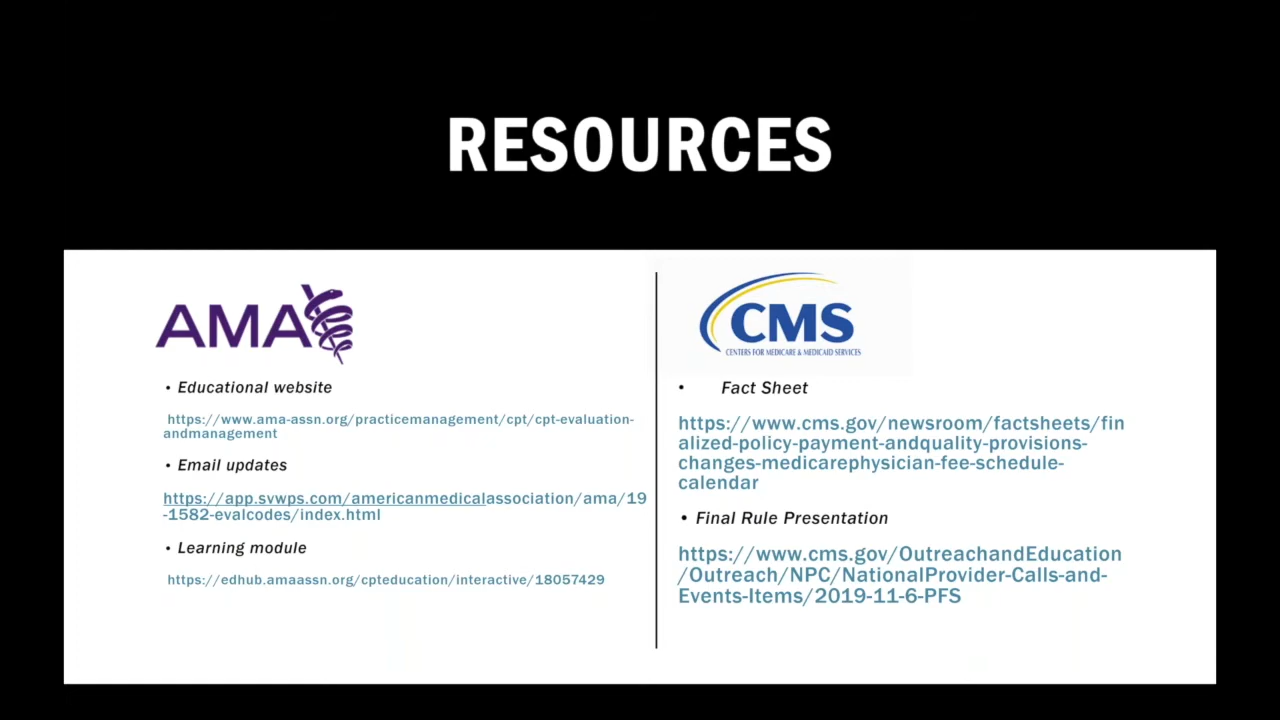 RESOURCES
AMA
• Educational website
https://www.ama-assn.org/practicemanagement/cpt/cpt-evaluation-
andmanagement
• Email updates
https://app.svwps.com/americanmedicalassociation/ama/19
-1582-evalcodes/index.html
• Learning module
https://edhub.amaassn.org/cpteducation/interactive/18057429
CMS
CENTERS FOR MEDICARE & MEDICAID SERVICES
• Fact Sheet
https://www.cms.gov/newsroom/factsheets/fin
alized-policy-payment-andquality-provisions-
changes-medicarephysician-fee-schedule-
calendar
• Final Rule Presentation
https://www.cms.gov/OutreachandEducation
/Outreach/NPC/NationalProvider-Calls-and-
Events-Items/2019-11-6-PFS